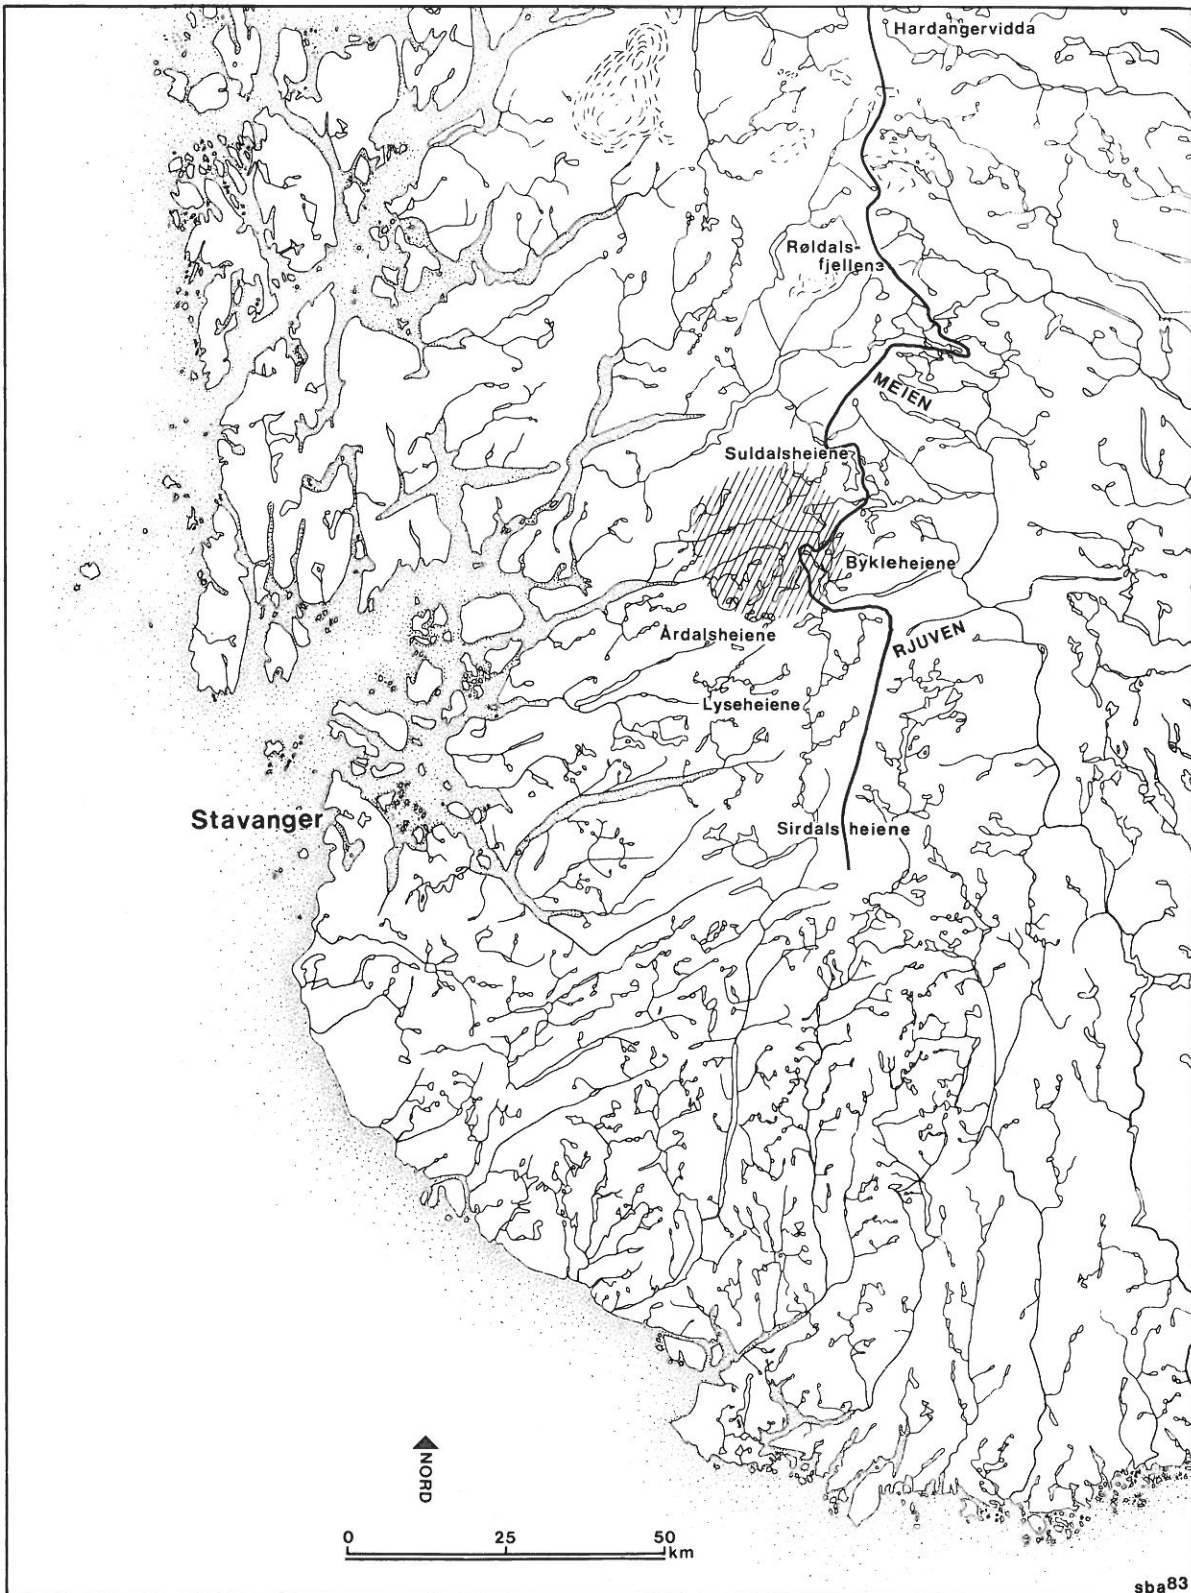 Hardangervidda
Røldals-
fjellene
MEIEN
Suldalsheiene
Bykleheiene
Årdalsheiene
RJUVEN
Lyseheiene
Stavanger
Sirdalsheiene
NORD
0 25 50
km
sba83